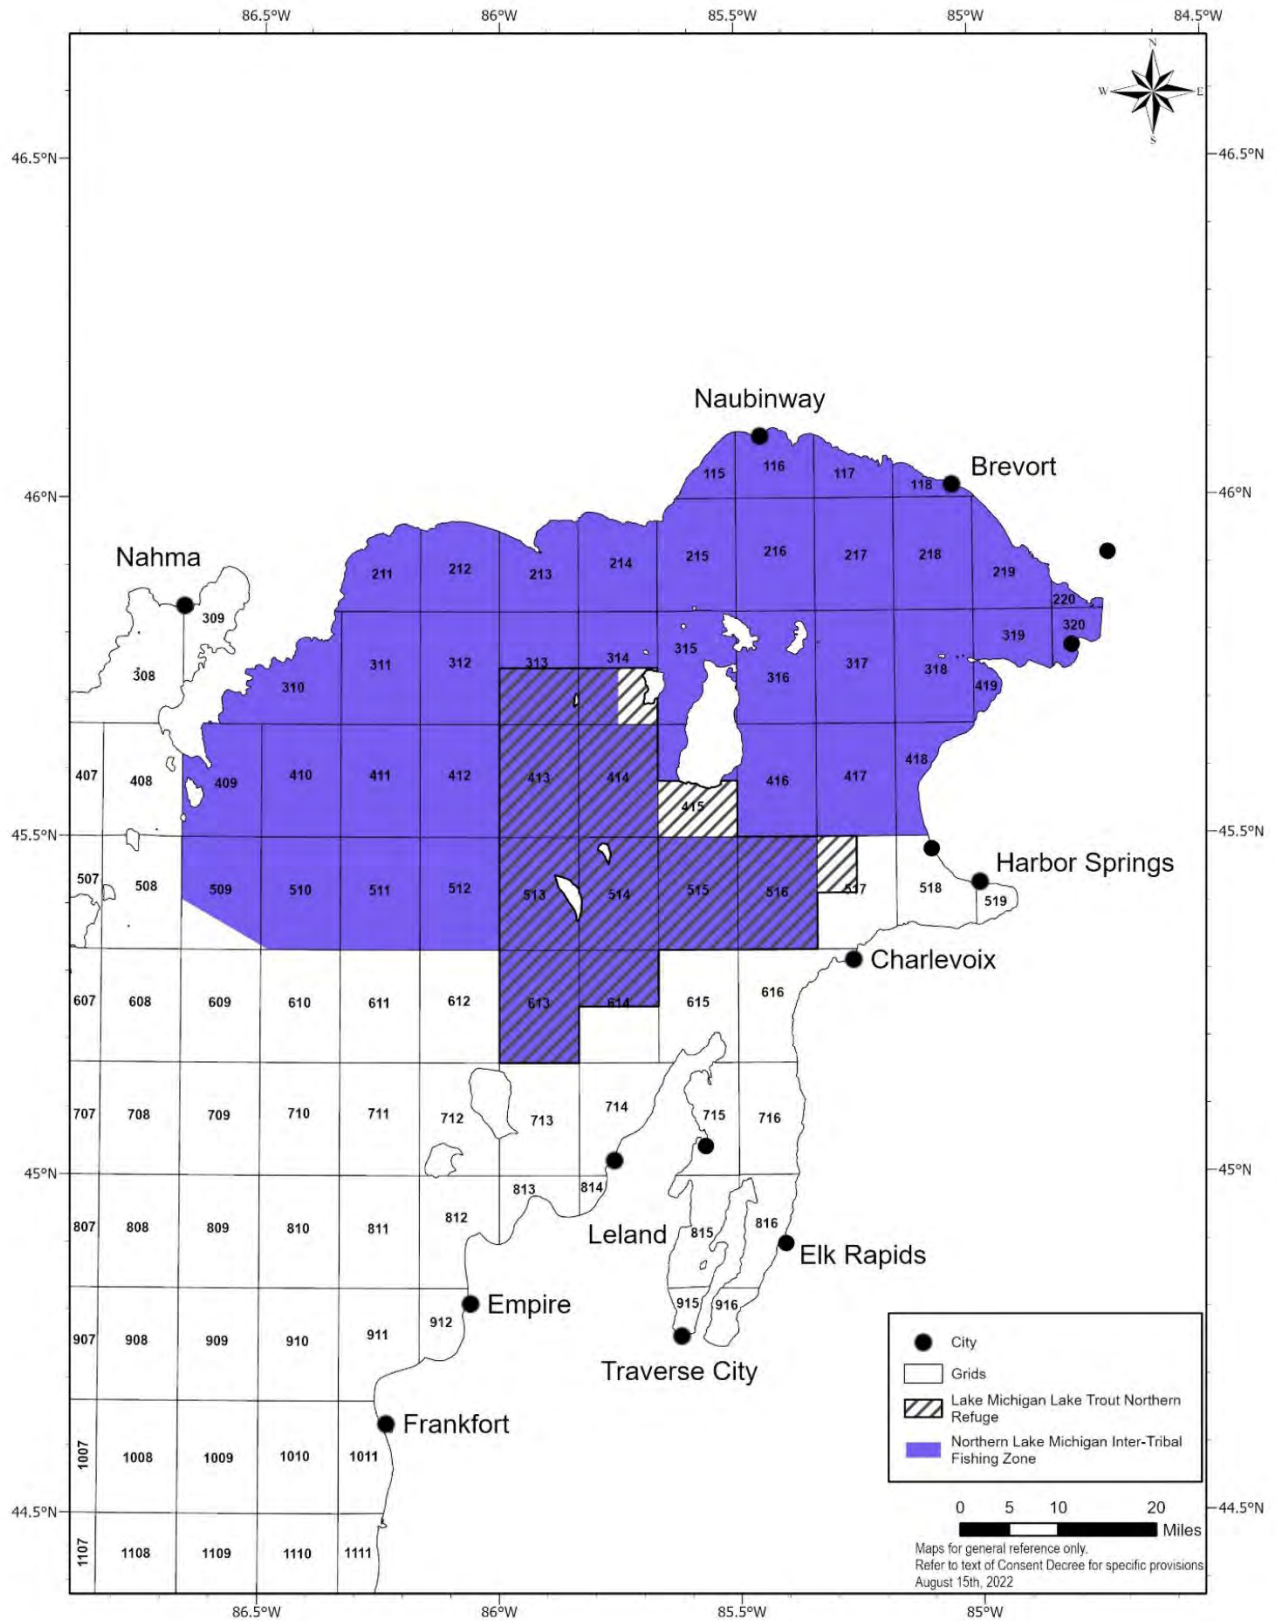 86.5°W 86°W 85.5°W 85°W 84.5°W
N
W E
S
46.5°N 46.5°N
Naubinway
116
115 117
Brevort
118
46°N 46°N
Nahma
212 213 214 215 216 217 218
211 219
220
309
320
319
308 310 311 312 313 314 315 316 317 318
419
407 408 409 410 411 412 413 414 415 416 417 418
45.5°N 45.5°N
Harbor Springs
507 508 509 510 511 512 513 514 515 516 517 518 519
Charlevoix
607 608 609 610 611 612 613 614 615 616
707 708 709 710 711 712 713 714 715 716
45°N 45°N
813 814
807 808 809 810 811 812 815 816
Leland
Elk Rapids
Empire
907 908 909 910 911 912 915 916
Traverse City
Frankfort
1007 1008 1009 1010 1011
44.5°N 44.5°N
1107 1108 1109 1110 1111
City
Grids
Lake Michigan Lake Trout Northern
Refuge
Northern Lake Michigan Inter-Tribal
Fishing Zone
0 5 10 20
Miles
Maps for general reference only.
Refer to text of Consent Decree for specific provisions
August 15th, 2022
86.5°W 86°W 85.5°W 85°W